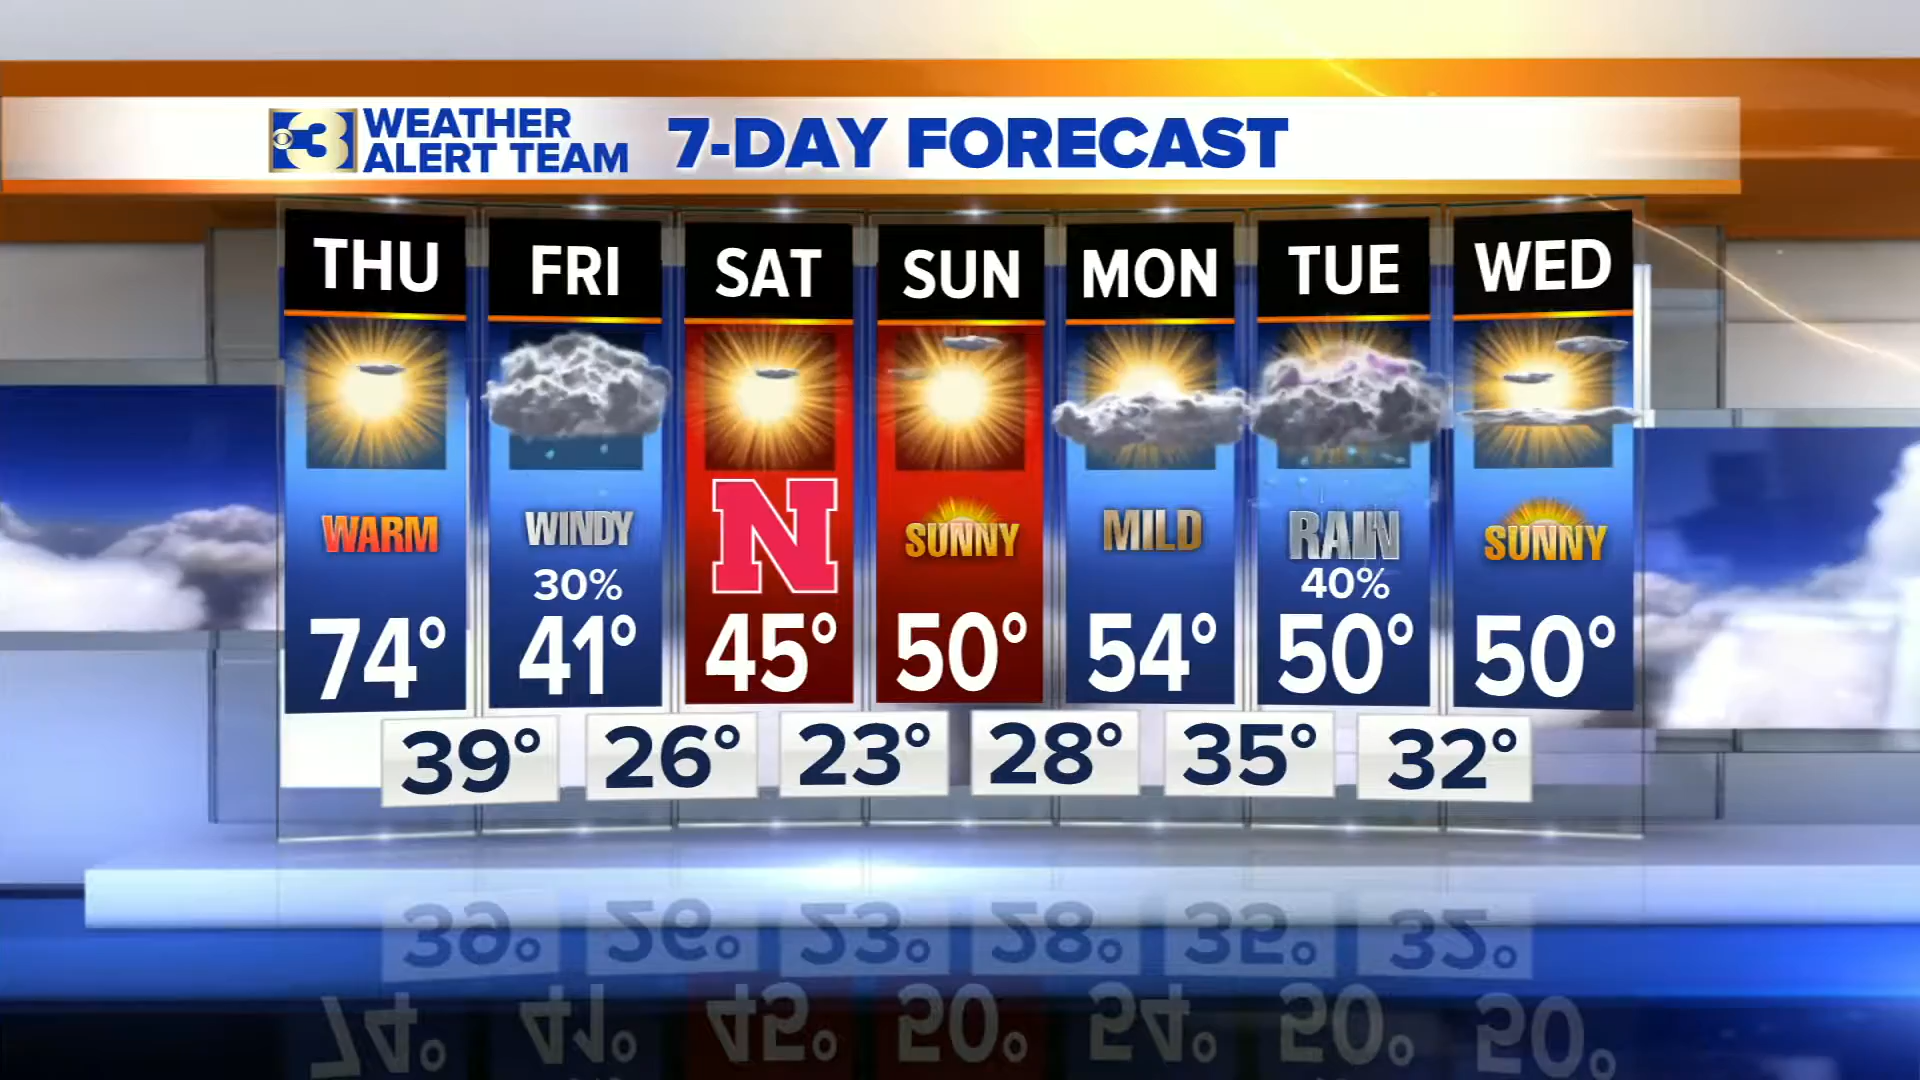 3 WEATHER
ALERT TEAM
7-DAY FORECAST
THU FRI SAT SUN MON TUE WED
WARM WINDY N SUNNY MILD RAIN SUNNY
30% 40%
74° 41° 45° 50° 54° 50° 50°
39° 26° 23° 28° 35° 32°